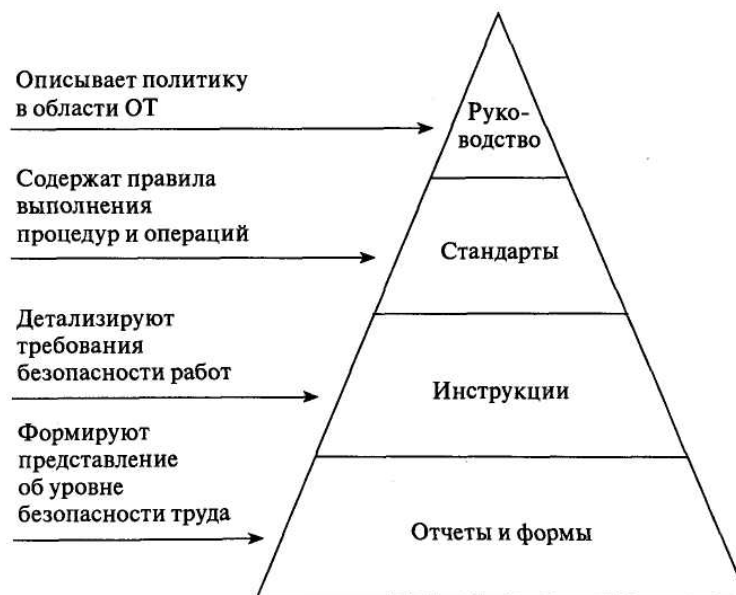 Описывает политику
в области ОТ
Руко-
водство
Содержат правила
выполнения
процедур и операций
Стандарты
Детализируют
требования
безопасности работ
Инструкции
Формируют
представление
об уровне
безопасности труда
Отчеты и формы